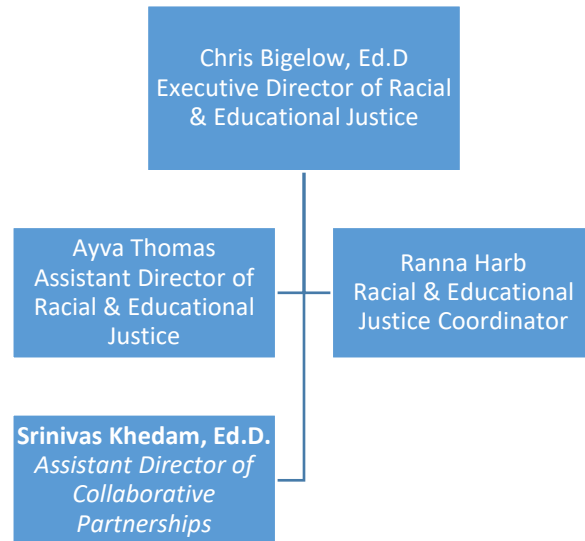 Chris Bigelow, Ed.D
Executive Director of Racial
& Educational Justice
Ayva Thomas
Assistant Director of
Racial & Educational
Justice
Ranna Harb
Racial & Educational
Justice Coordinator
Srinivas Khedam, Ed.D.
Assistant Director of
Collaborative
Partnerships